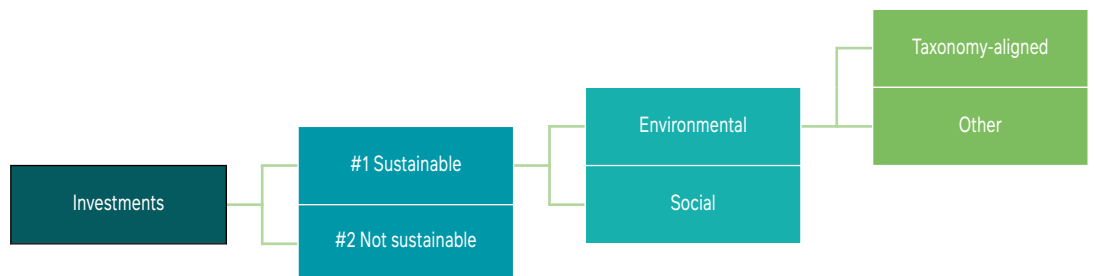 Investments
#1 Sustainable
#2 Not sustainable
Environmental
Social
Taxonomy-aligned
Other